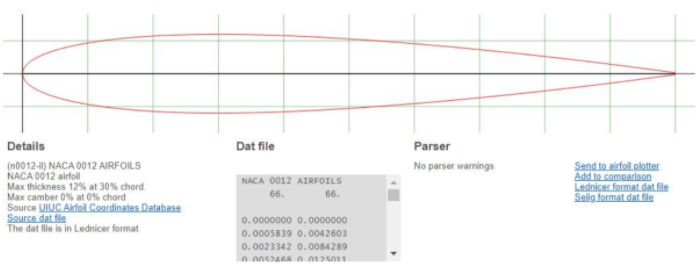 Details
(n0012-il) NACA 0012 AIRFOILS
NACA 0012 airfoil
Max thickness 12% at 30% chord.
Max camber 0% at 0% chord
Source UIUC Airfoil Coordinates Database
Source dat file
The dat file is in Lednicer format
Dat file
NACA 0012 AIRFOILS
66. 66.
0.0000000 0.0000000
0.0005839 0.0042603
0.0023342 0.0084289
0.0052468 0.0125011
Parser
No parser warnings
Send to airfoil plotter
Add to comparison
Lednicer format dat file
Selig format dat file